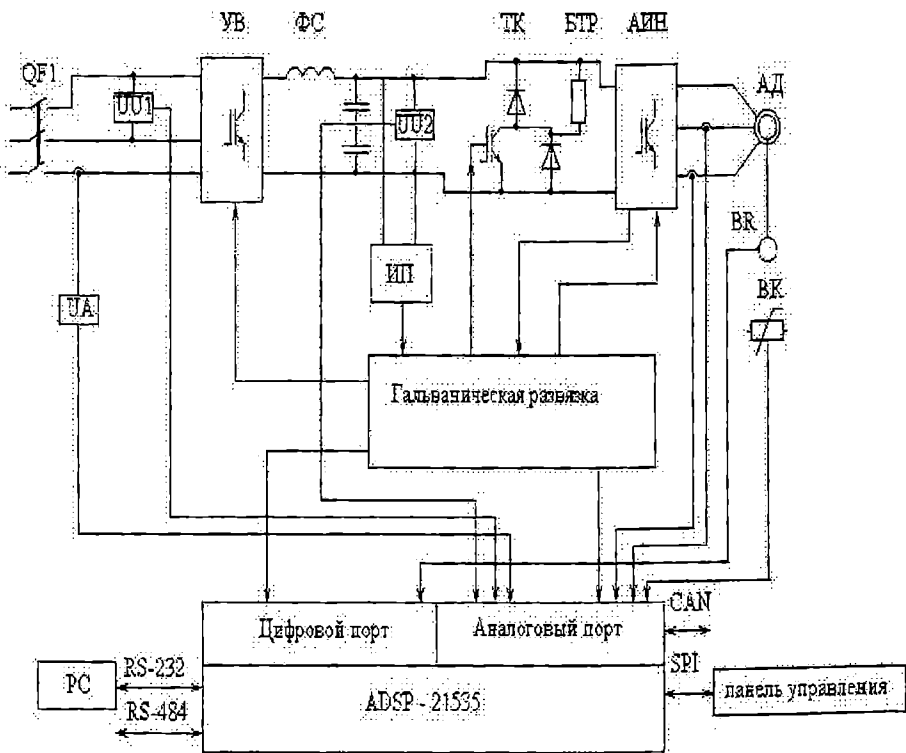 УВ ФС ТК БТР АИН
QF1
АД
UU1
UU2
BR
ИП
ВК
UA
Гальваническая развязка
CAN
Цифровой порт
Аналоговый порт
SPI
RS-232
PC
ADSP - 21535
панель управления
RS-484